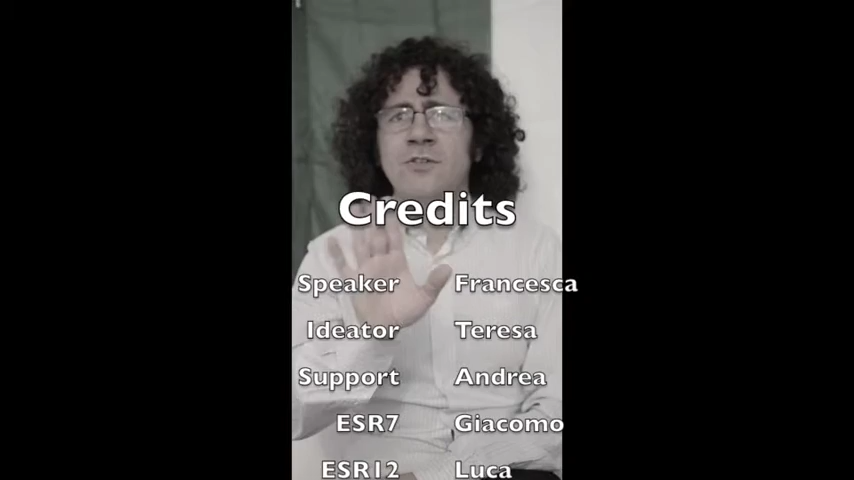 Credits
Speaker Francesca
Ideator Teresa
Support Andrea
ESR7 Giacomo
ESR12 Luca